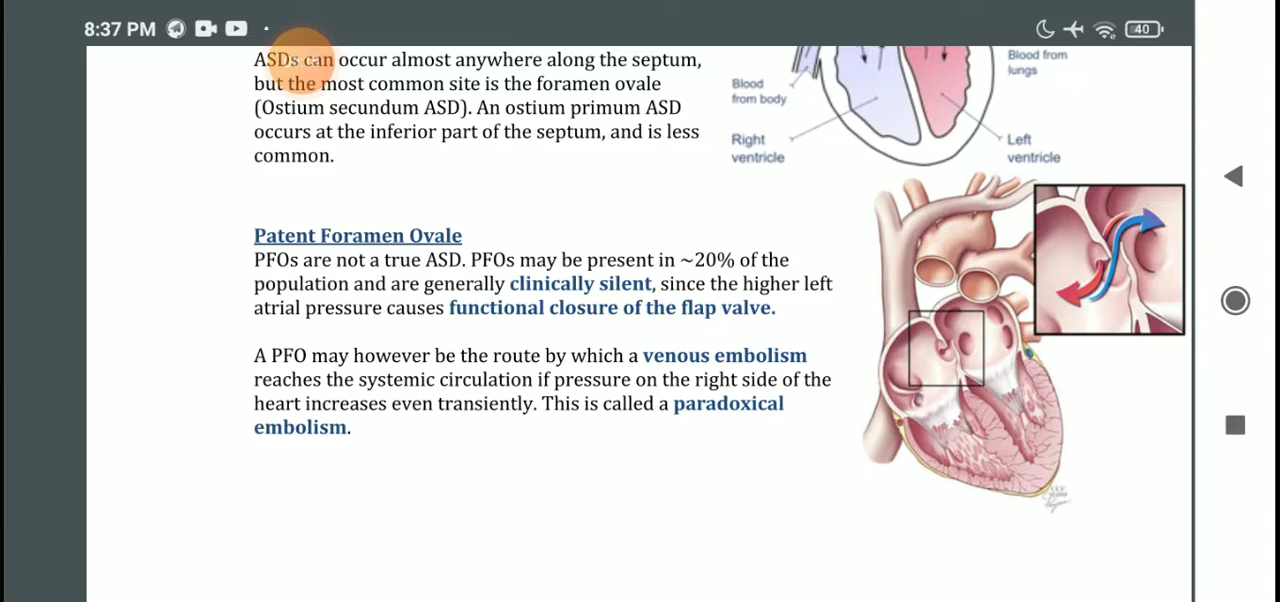 8:37 PM
40
ASDs can occur almost anywhere along the septum,
but the most common site is the foramen ovale
(Ostium secundum ASD). An ostium primum ASD
occurs at the inferior part of the septum, and is less
common.
Blood from
lungs
Blood
from body
Right
ventricle
Left
ventricle
Patent Foramen Ovale
PFOs are not a true ASD. PFOs may be present in ~20% of the
population and are generally clinically silent, since the higher left
atrial pressure causes functional closure of the flap valve.
A PFO may however be the route by which a venous embolism
reaches the systemic circulation if pressure on the right side of the
heart increases even transiently. This is called a paradoxical
embolism.